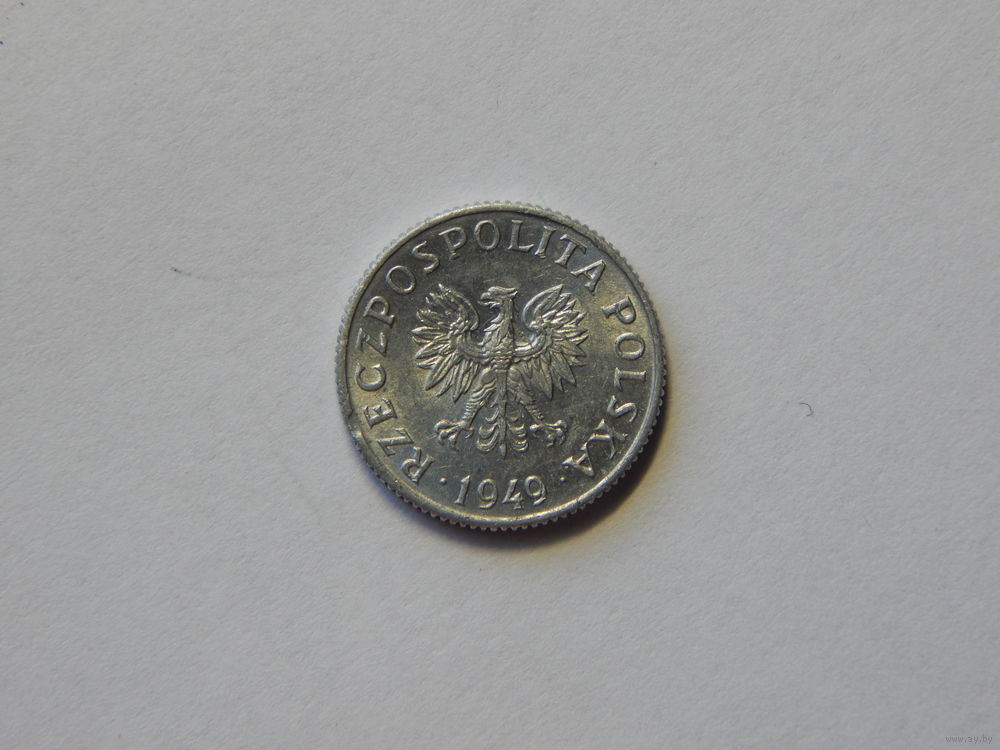 RZECZPOSPOLITA POLSKA
· 1949 ·
www.ay.by